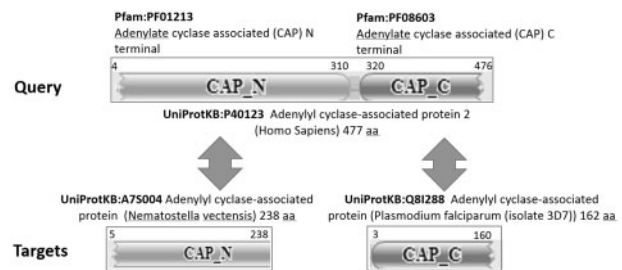 Pfam:PF01213
Adenylate cyclase associated (CAP) N
terminal
Pfam:PF08603
Adenylate cyclase associated (CAP) C
terminal
4 310 320 476
Query CAP_N CAP_C
UniProtKB:P40123 Adenylyl cyclase-associated protein 2
(Homo Sapiens) 477 aa
UniProtKB:A7S004 Adenylyl cyclase-associated
protein (Nematostella vectensis) 238 aa
UniProtKB:Q8I288 Adenylyl cyclase-associated
protein (Plasmodium falciparum (isolate 3D7)) 162 aa
5 238 3 160
Targets CAP_N CAP_C